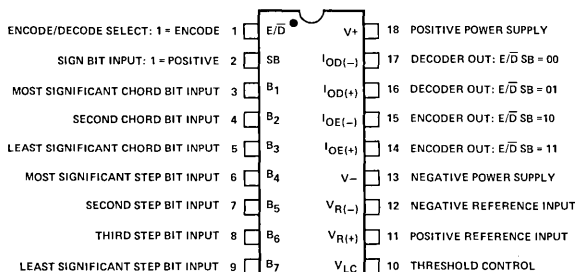 ENCODE/DECODE SELECT: 1 = ENCODE 1 E/D̅ V+ 18 POSITIVE POWER SUPPLY
SIGN BIT INPUT: 1 = POSITIVE 2 SB IOD(−) 17 DECODER OUT: E/D̅ SB = 00
MOST SIGNIFICANT CHORD BIT INPUT 3 B1 IOD(+) 16 DECODER OUT: E/D̅ SB = 01
SECOND CHORD BIT INPUT 4 B2 IOE(−) 15 ENCODER OUT: E/D̅ SB =10
LEAST SIGNIFICANT CHORD BIT INPUT 5 B3 IOE(+) 14 ENCODER OUT: E/D̅ SB = 11
MOST SIGNIFICANT STEP BIT INPUT 6 B4 V− 13 NEGATIVE POWER SUPPLY
SECOND STEP BIT INPUT 7 B5 VR(−) 12 NEGATIVE REFERENCE INPUT
THIRD STEP BIT INPUT 8 B6 VR(+) 11 POSITIVE REFERENCE INPUT
LEAST SIGNIFICANT STEP BIT INPUT 9 B7 VLC 10 THRESHOLD CONTROL